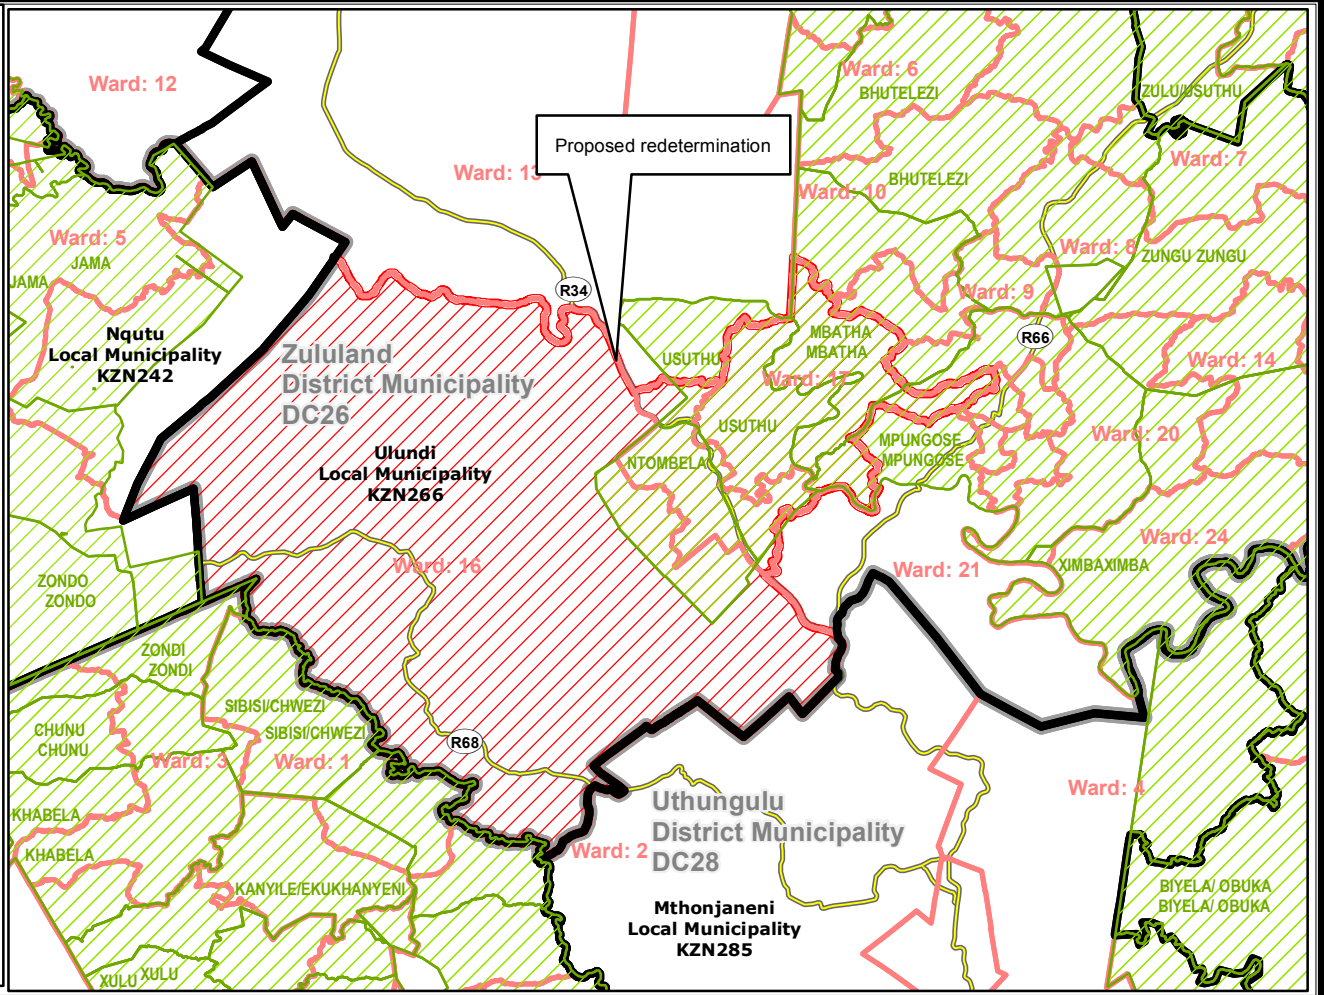 Ward: 12
Ward: 6
BHUTELEZI
ZULU/USUTHU
Proposed redetermination
Ward: 13
Ward: 7
Ward: 10
BHUTELEZI
Ward: 5
JAMA
JAMA
Ward: 8
ZUNGU ZUNGU
R34
Ward: 9
Nqutu
Local Municipality
KZN242
Zululand
District Municipality
DC26
USUTHU
MBATHA
MBATHA
R66
Ward: 14
Ward: 17
USUTHU
Ward: 20
MPUNGOSE
MPUNGOSE
Ulundi
Local Municipality
KZN266
NTOMBELA
Ward: 24
Ward: 16
Ward: 21
XIMBAXIMBA
ZONDO
ZONDO
ZONDI
ZONDI
SIBISI/CHWEZI
SIBISI/CHWEZI
CHUNU
CHUNU
Ward: 3
Ward: 1
R68
Ward: 4
KHABELA
KHABELA
Uthungulu
District Municipality
DC28
Ward: 2
KANYILE/EKUKHANYENI
BIYELA/ OBUKA
BIYELA/ OBUKA
Mthonjaneni
Local Municipality
KZN285
XULU
XULU